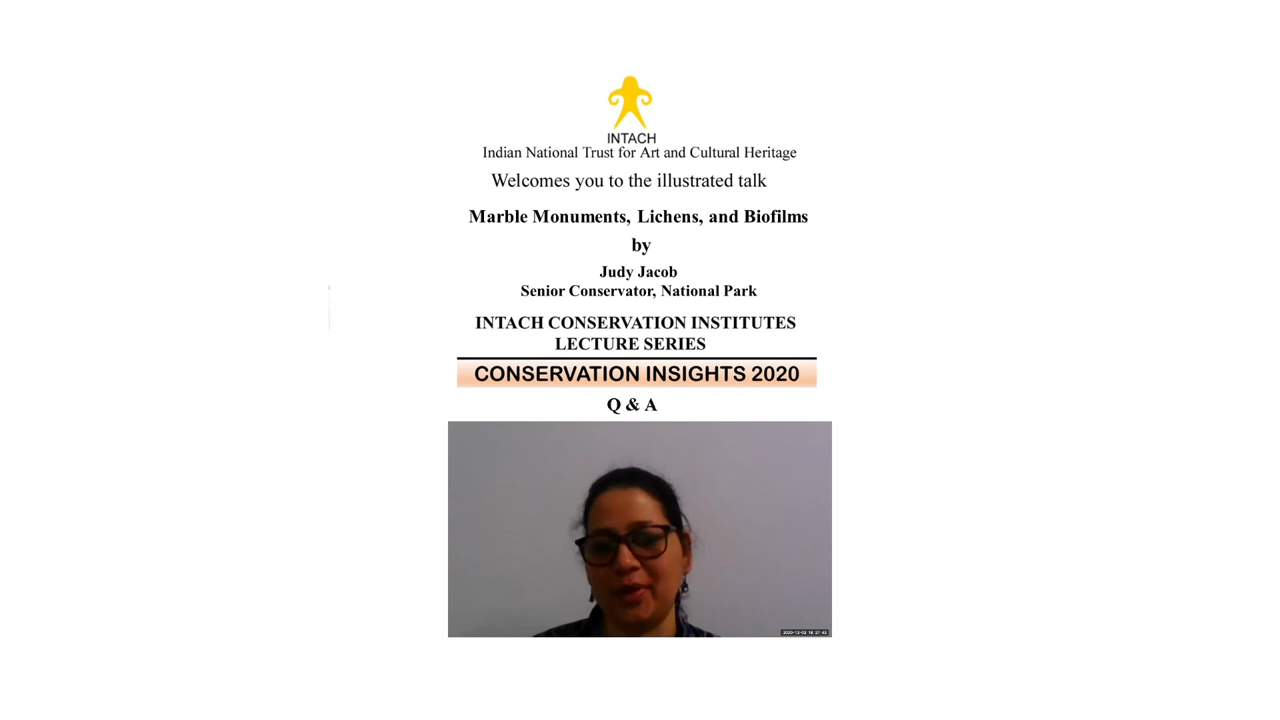 INTACH
Indian National Trust for Art and Cultural Heritage
Welcomes you to the illustrated talk
Marble Monuments, Lichens, and Biofilms
by
Judy Jacob
Senior Conservator, National Park
INTACH CONSERVATION INSTITUTES
LECTURE SERIES
CONSERVATION INSIGHTS 2020
Q & A